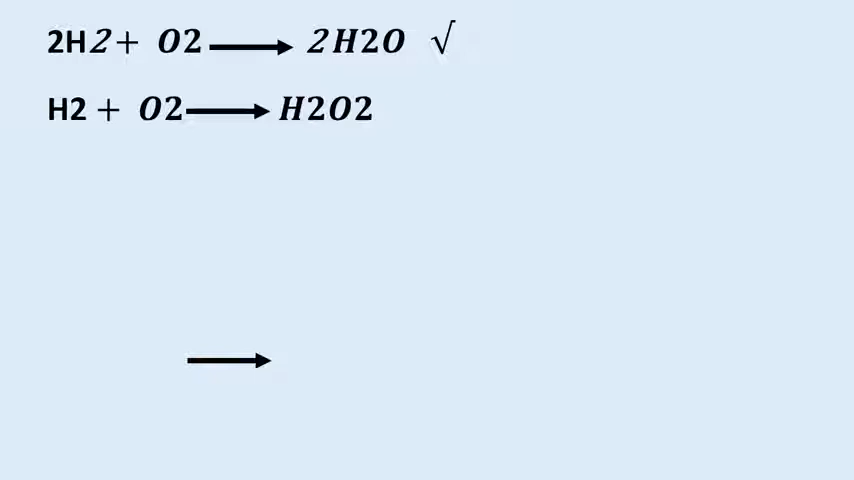 2H2 + O2 ⟶ 2H2O √
H2 + O2 ⟶ H2O2
⟶